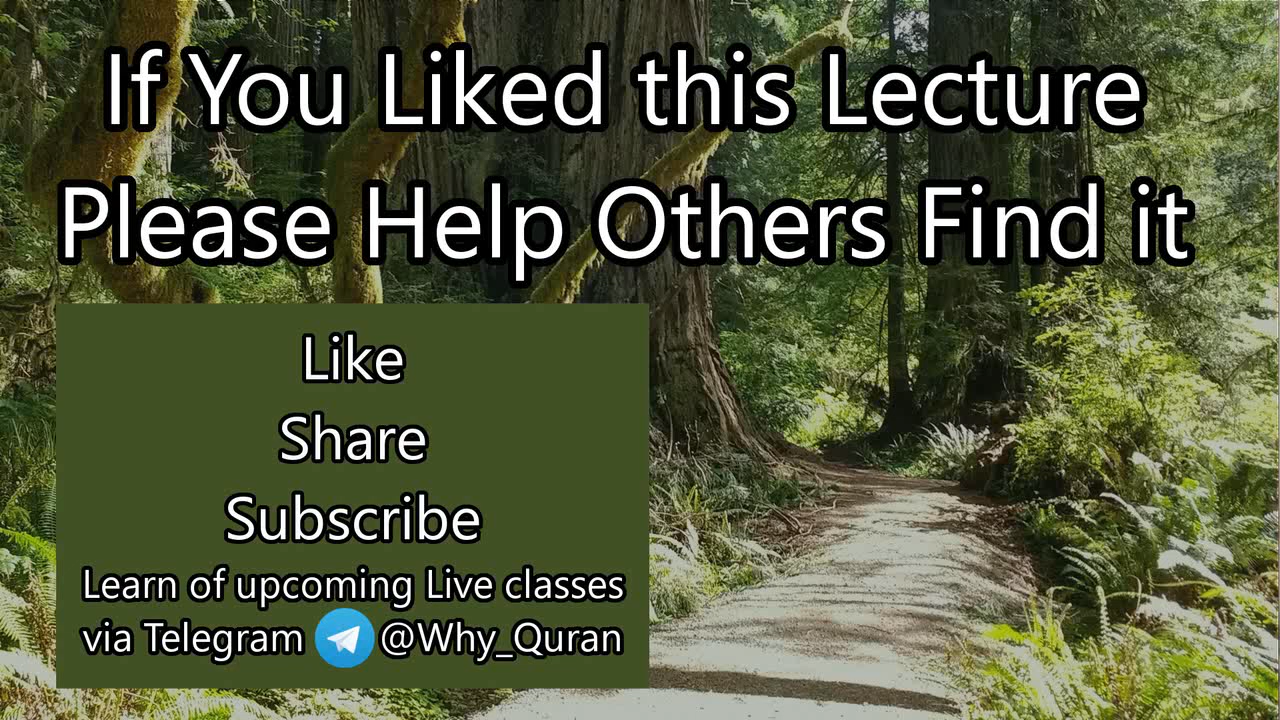 If You Liked this Lecture
Please Help Others Find it
Like
Share
Subscribe
Learn of upcoming Live classes
via Telegram @Why_Quran